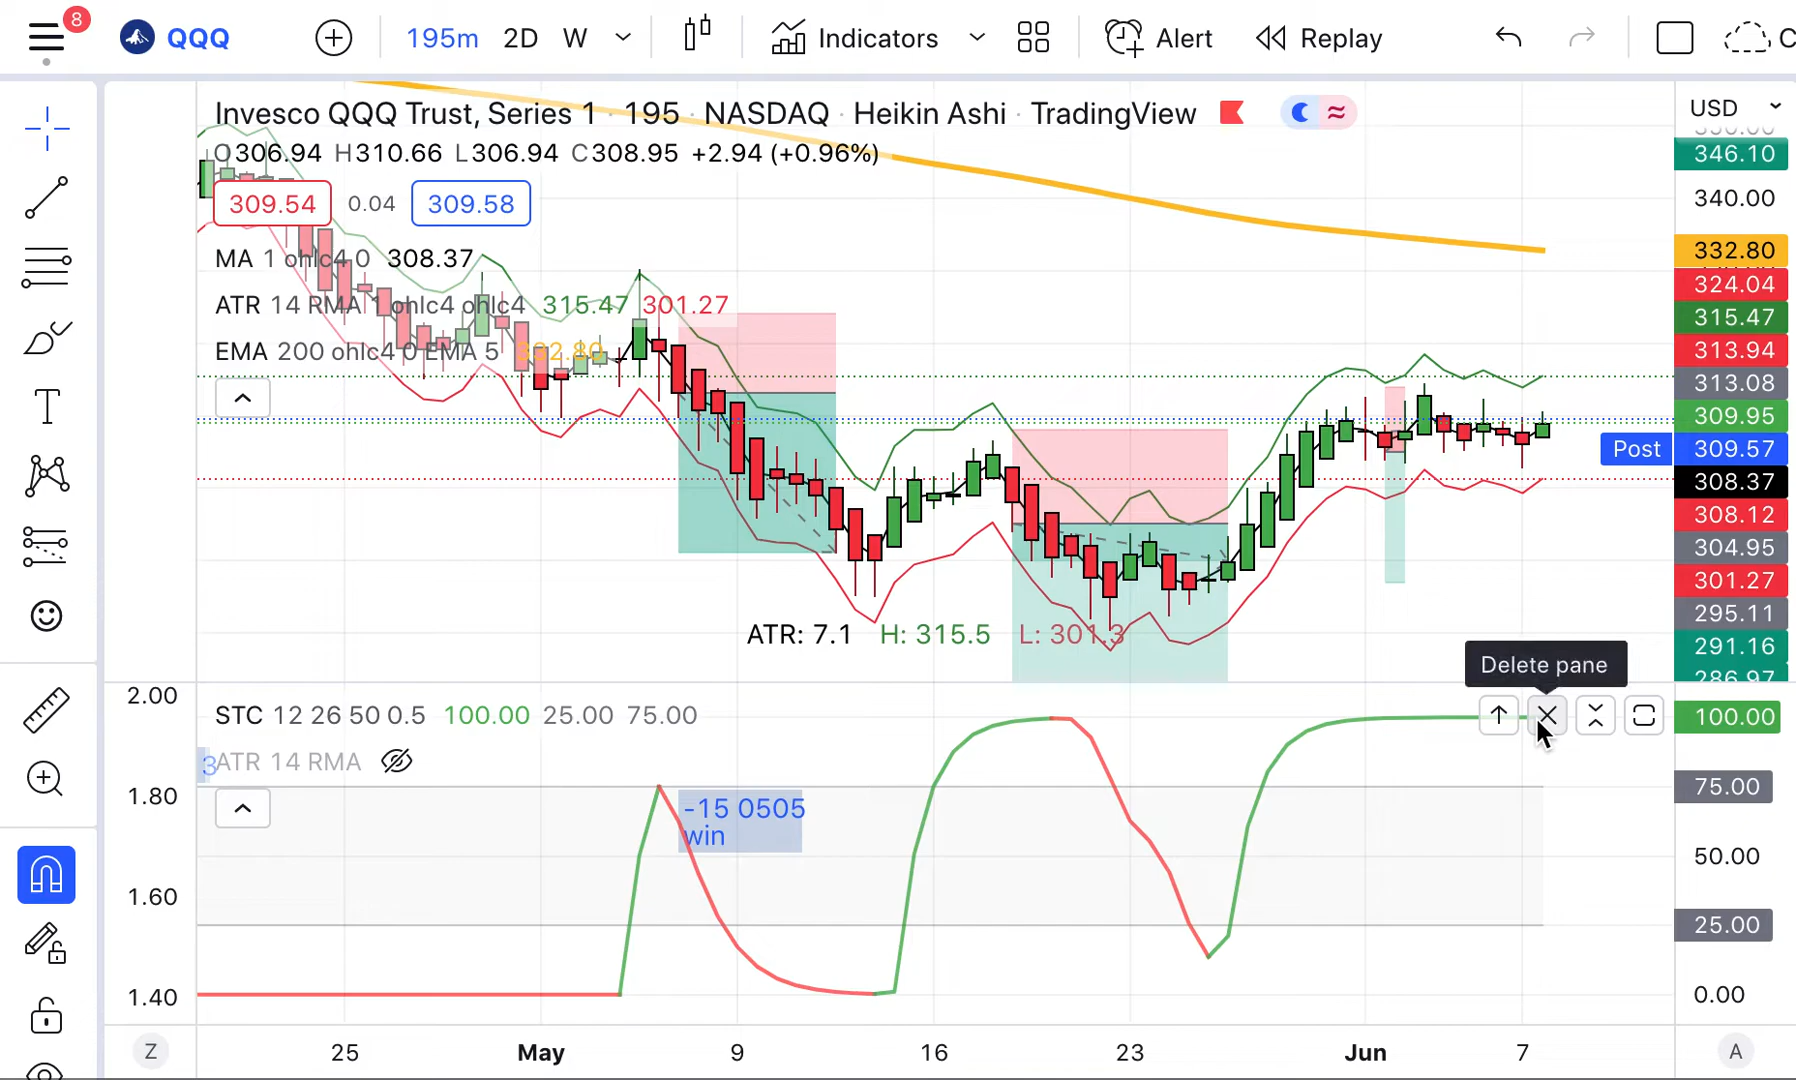 8
QQQ
195m 2D W
Indicators
Alert
Replay
C
Invesco QQQ Trust, Series 1 · 195 · NASDAQ · Heikin Ashi · TradingView
O306.94 H310.66 L306.94 C308.95 +2.94 (+0.96%)
309.54 0.04 309.58
MA 1 ohlc4 0 308.37
ATR 14 RMA 1 ohlc4 ohlc4 315.47 301.27
EMA 200 ohlc4 0 EMA 5 332.80
ATR: 7.1 H: 315.5 L: 301.3
USD
346.10
340.00
332.80
324.04
315.47
313.94
313.08
309.95
Post 309.57
308.37
308.12
304.95
301.27
295.11
291.16
286.97
Delete pane
STC 12 26 50 0.5 100.00 25.00 75.00
3
ATR 14 RMA
-15 0505
win
2.00
1.80
1.60
1.40
100.00
75.00
50.00
25.00
0.00
Z
25 May 9 16 23 Jun 7
A